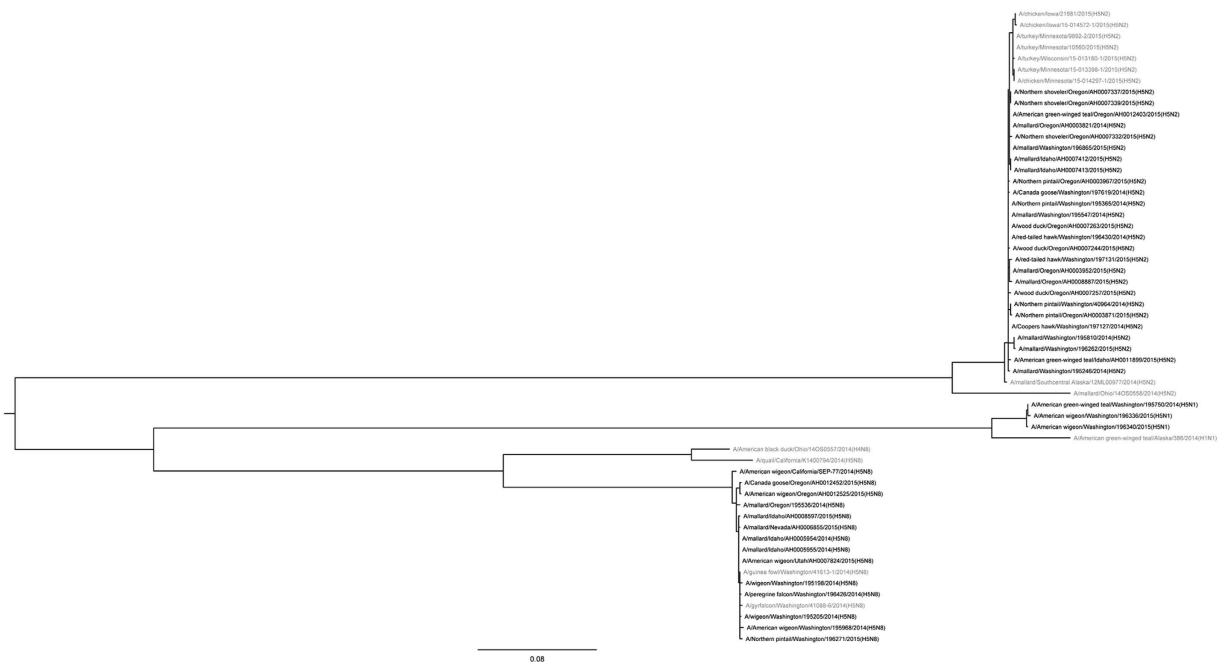 A/chicken/Iowa/21981/2015(H5N2)
A/chicken/Iowa/15-014572-1/2015(H5N2)
A/turkey/Minnesota/9892-2/2015(H5N2)
A/turkey/Minnesota/10560/2015(H5N2)
A/turkey/Wisconsin/15-013180-1/2015(H5N2)
A/turkey/Minnesota/15-013398-1/2015(H5N2)
A/chicken/Minnesota/15-014297-1/2015(H5N2)
A/Northern shoveler/Oregon/AH0007337/2015(H5N2)
A/Northern shoveler/Oregon/AH0007339/2015(H5N2)
A/American green-winged teal/Oregon/AH0012403/2015(H5N2)
A/mallard/Oregon/AH0003821/2014(H5N2)
A/Northern shoveler/Oregon/AH0007332/2015(H5N2)
A/mallard/Washington/196865/2015(H5N2)
A/mallard/Idaho/AH0007412/2015(H5N2)
A/mallard/Idaho/AH0007413/2015(H5N2)
A/Northern pintail/Oregon/AH0003967/2015(H5N2)
A/Canada goose/Washington/197619/2014(H5N2)
A/Northern pintail/Washington/195365/2014(H5N2)
A/mallard/Washington/195547/2014(H5N2)
A/wood duck/Oregon/AH0007263/2015(H5N2)
A/red-tailed hawk/Washington/196430/2014(H5N2)
A/wood duck/Oregon/AH0007244/2015(H5N2)
A/red-tailed hawk/Washington/197131/2015(H5N2)
A/mallard/Oregon/AH0003952/2015(H5N2)
A/mallard/Oregon/AH0008887/2015(H5N2)
A/wood duck/Oregon/AH0007257/2015(H5N2)
A/Northern pintail/Washington/40964/2014(H5N2)
A/Northern pintail/Oregon/AH0003871/2015(H5N2)
A/Coopers hawk/Washington/197127/2014(H5N2)
A/mallard/Washington/195810/2014(H5N2)
A/mallard/Washington/196262/2015(H5N2)
A/American green-winged teal/Idaho/AH0011899/2015(H5N2)
A/mallard/Washington/195246/2014(H5N2)
A/mallard/Southcentral Alaska/12ML00977/2014(H5N2)
A/mallard/Ohio/14OS0558/2014(H5N2)
A/American green-winged teal/Washington/195750/2014(H5N1)
A/American wigeon/Washington/196336/2015(H5N1)
A/American wigeon/Washington/196340/2015(H5N1)
A/American green-winged teal/Alaska/386/2014(H1N1)
A/American black duck/Ohio/14OS0557/2014(H4N8)
A/quail/California/K1400794/2014(H5N8)
A/American wigeon/California/SEP-77/2014(H5N8)
A/Canada goose/Oregon/AH0012452/2015(H5N8)
A/American wigeon/Oregon/AH0012525/2015(H5N8)
A/mallard/Oregon/195536/2014(H5N8)
A/mallard/Idaho/AH0008597/2015(H5N8)
A/mallard/Nevada/AH0006855/2015(H5N8)
A/mallard/Idaho/AH0005954/2014(H5N8)
A/mallard/Idaho/AH0005955/2014(H5N8)
A/American wigeon/Utah/AH0007824/2015(H5N8)
A/guinea fowl/Washington/41613-1/2014(H5N8)
A/wigeon/Washington/195198/2014(H5N8)
A/peregrine falcon/Washington/196426/2014(H5N8)
A/gyrfalcon/Washington/41088-6/2014(H5N8)
A/wigeon/Washington/195205/2014(H5N8)
A/American wigeon/Washington/195968/2014(H5N8)
A/Northern pintail/Washington/196271/2015(H5N8)
0.08